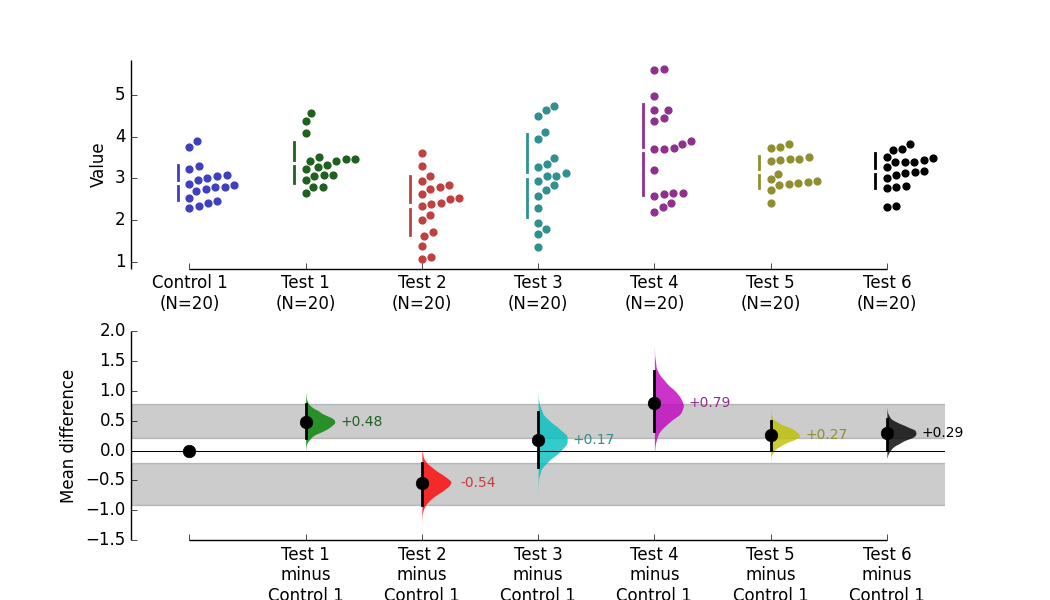 5
4
3
2
1
Value
Control 1 Test 1 Test 2 Test 3 Test 4 Test 5 Test 6
(N=20) (N=20) (N=20) (N=20) (N=20) (N=20) (N=20)
2.0
1.5
1.0
0.5
0.0
−0.5
−1.0
−1.5
Mean difference
+0.48
-0.54
+0.17
+0.79
+0.27
+0.29
Test 1 Test 2 Test 3 Test 4 Test 5 Test 6
minus minus minus minus minus minus
Control 1 Control 1 Control 1 Control 1 Control 1 Control 1